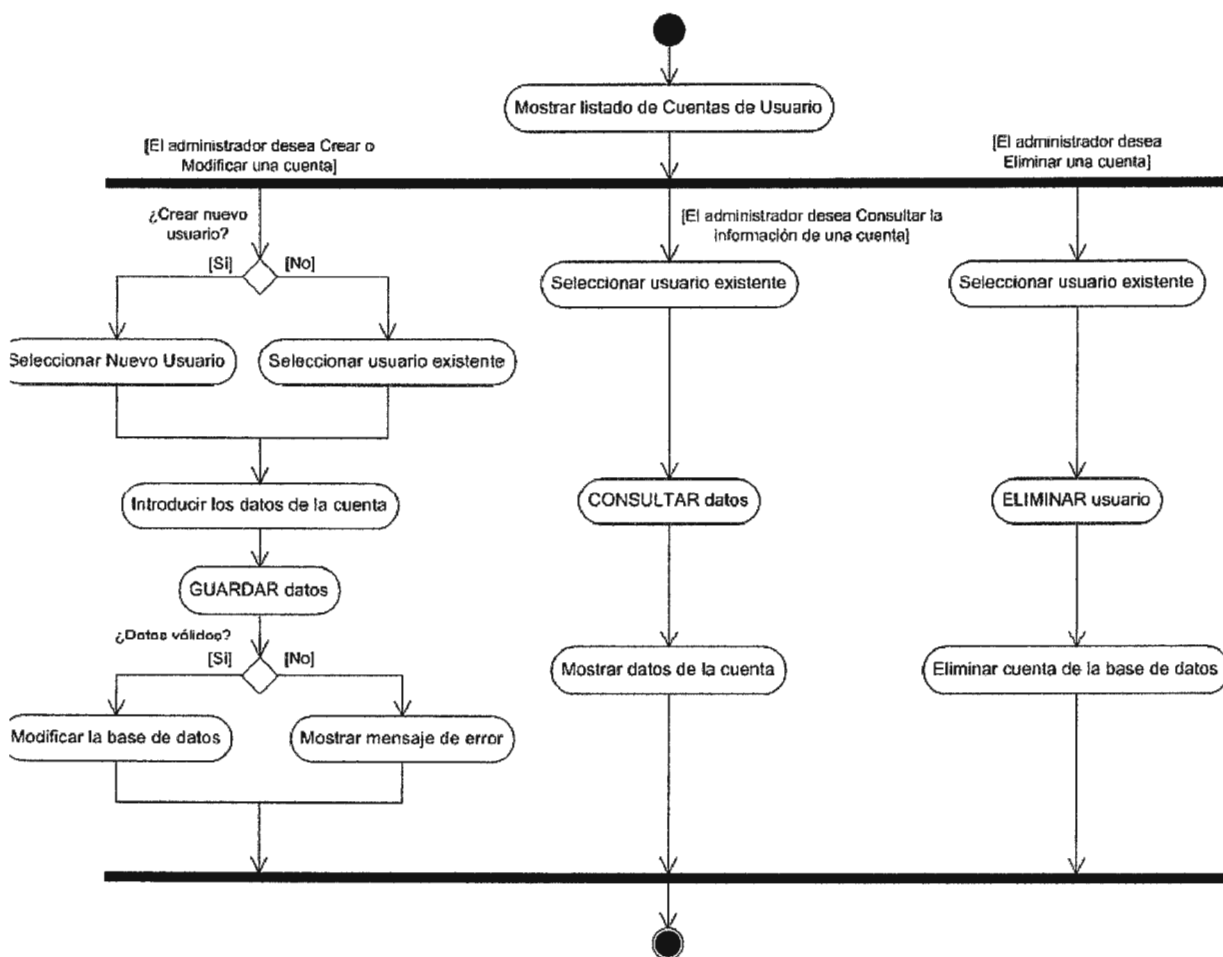 Mostrar listado de Cuentas de Usuario
[El administrador desea Crear o
Modificar una cuenta]
[El administrador desea
Eliminar una cuenta]
¿Crear nuevo
usuario?
[Si]
[No]
[El administrador desea Consultar la
información de una cuenta]
Seleccionar usuario existente
Seleccionar usuario existente
Seleccionar Nuevo Usuario
Seleccionar usuario existente
Introducir los datos de la cuenta
CONSULTAR datos
ELIMINAR usuario
GUARDAR datos
¿Datos válidos?
[Si]
[No]
Mostrar datos de la cuenta
Eliminar cuenta de la base de datos
Modificar la base de datos
Mostrar mensaje de error